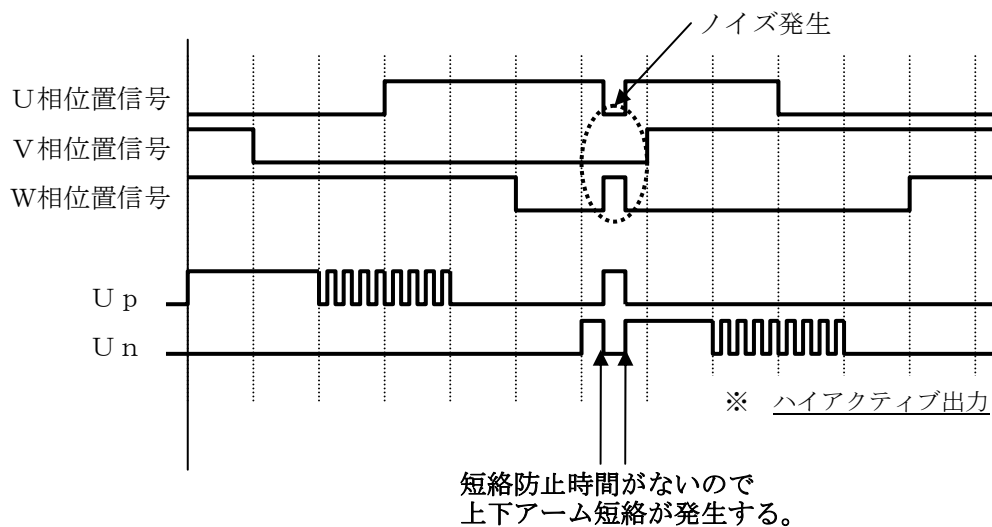 ノイズ発生
U相位置信号
V相位置信号
W相位置信号
Up
Un
※ ハイアクティブ出力
短絡防止時間がないので
上下アーム短絡が発生する。